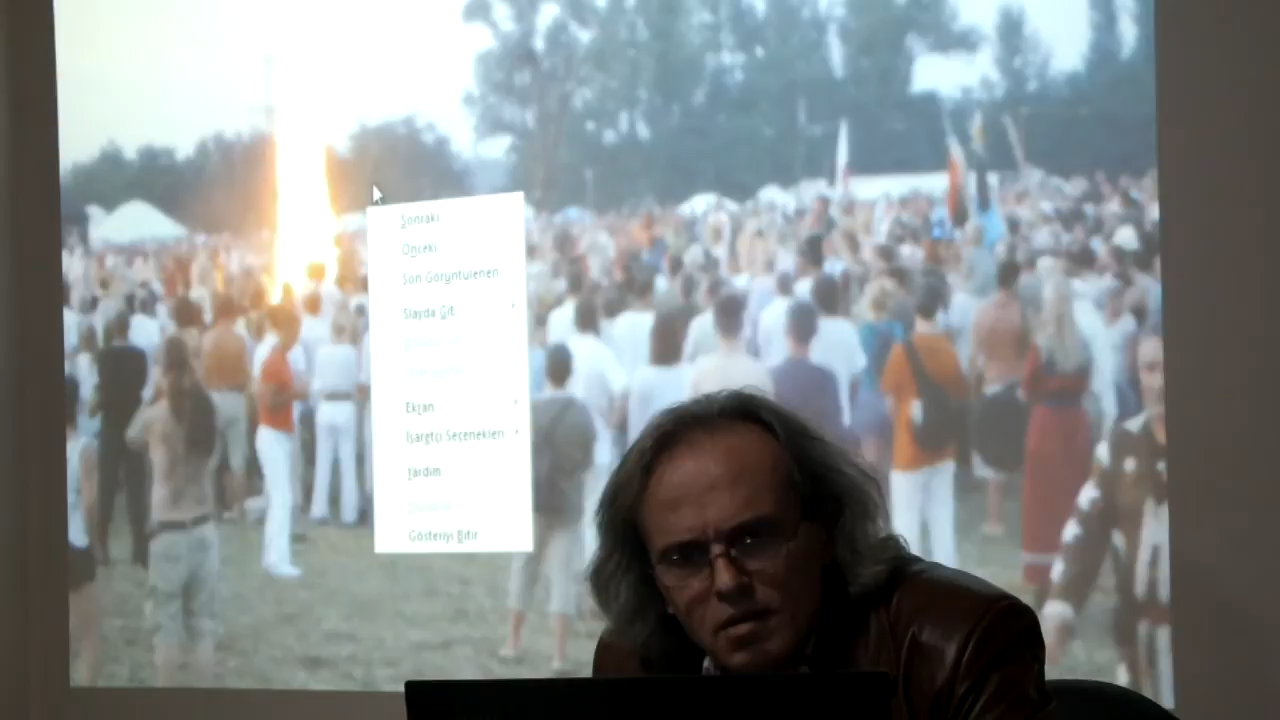 Sonraki
Önceki
Son Görüntülenen
Slayda Git
Ekran
İşaretçi Seçenekleri
Yardım
Gösteriyi Bitir